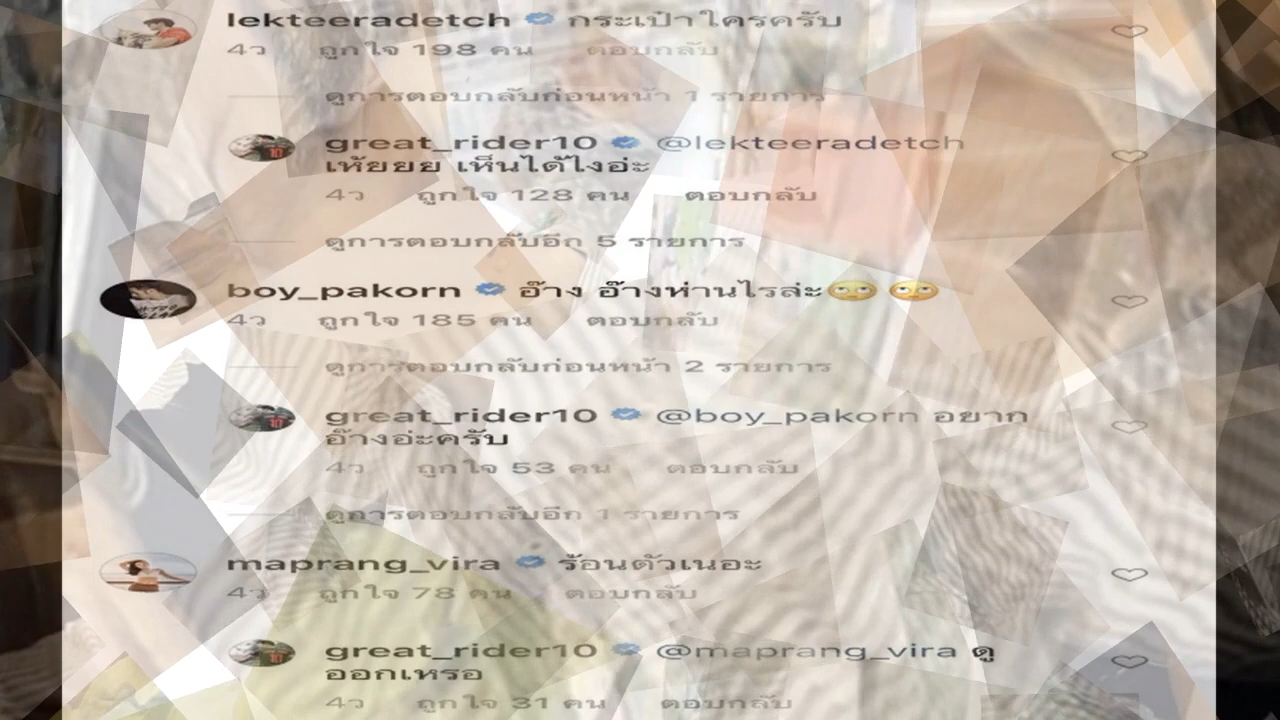 lekteeradetch กระเป๋าใครครับ
4ว ถูกใจ 198 คน ตอบกลับ
ดูการตอบกลับก่อนหน้า 1 รายการ
great_rider10 @lekteeradetch
เห้ยยย เห็นได้ไงอ่ะ
4ว ถูกใจ 128 คน ตอบกลับ
ดูการตอบกลับอีก 5 รายการ
boy_pakorn อ๊าง อ๊างห่านไรล่ะ🙄 🙄
4ว ถูกใจ 185 คน ตอบกลับ
ดูการตอบกลับก่อนหน้า 2 รายการ
great_rider10 @boy_pakorn อยาก
อ๊างอ่ะครับ
4ว ถูกใจ 53 คน ตอบกลับ
ดูการตอบกลับอีก 1 รายการ
maprang_vira ร้อนตัวเนอะ
4ว ถูกใจ 78 คน ตอบกลับ
great_rider10 @maprang_vira ดู
ออกเหรอ
4ว ถูกใจ 31 คน ตอบกลับ